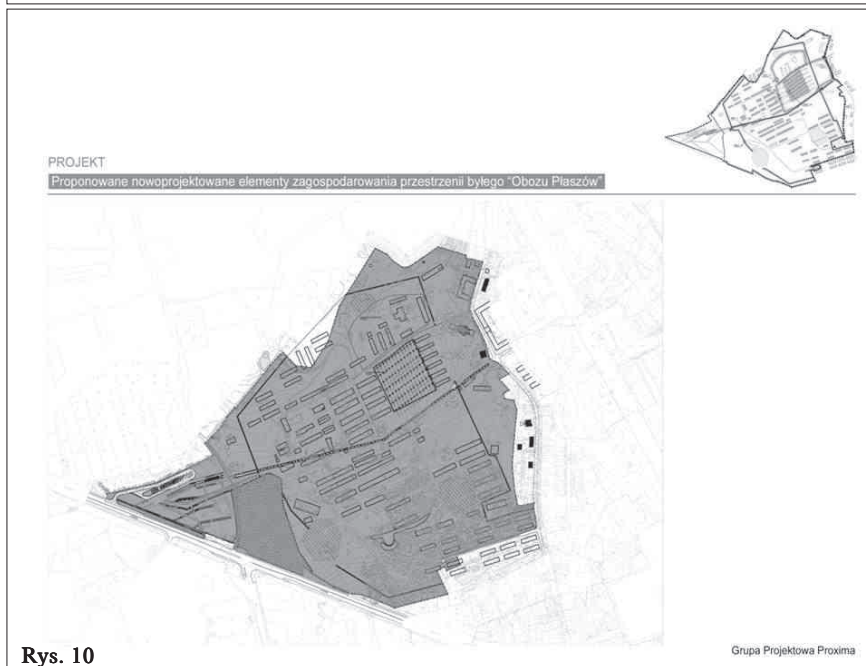 PROJEKT
Proponowane nowoprojektowane elementy zagospodarowania przestrzenii byłego "Obozu Płaszów"
Rys. 10
Grupa Projektowa Proxima